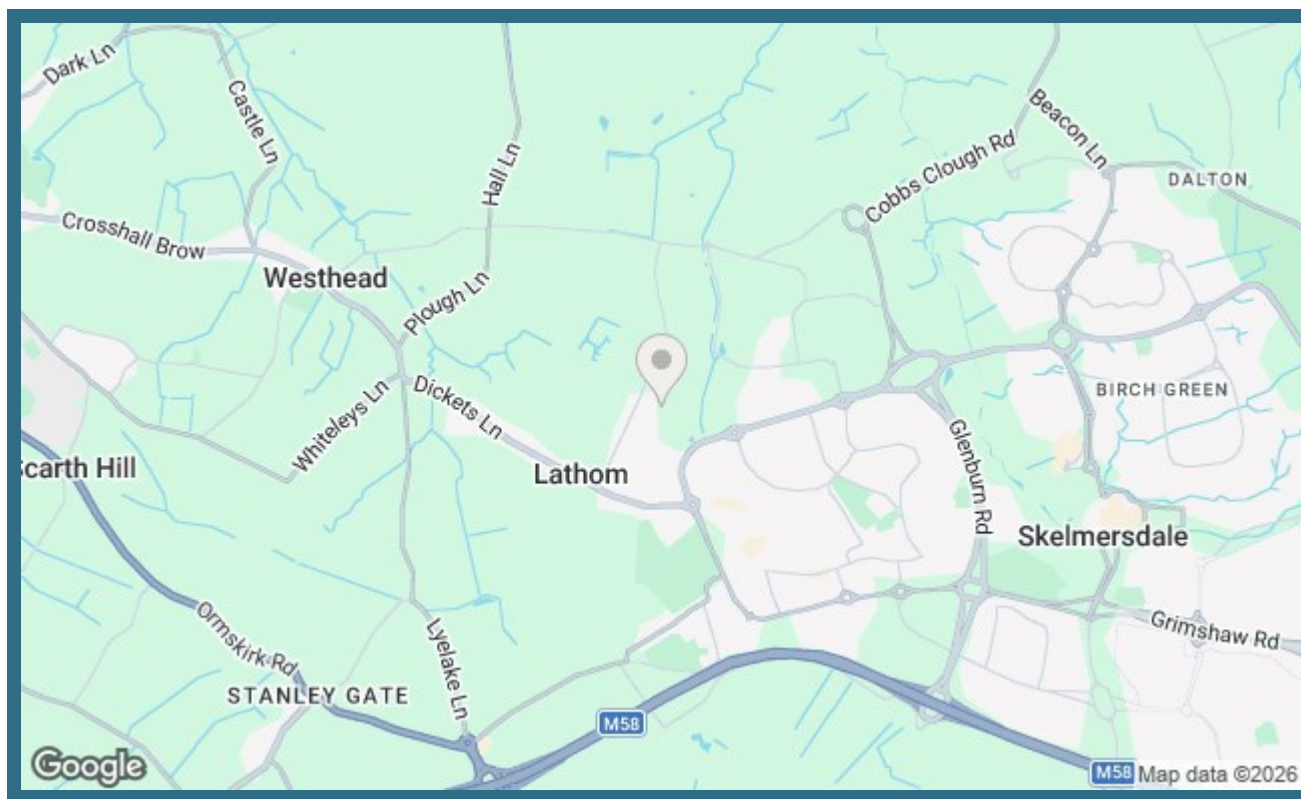 Dark Ln
Castle Ln
Hall Ln
Beacon Ln
Cobbs Clough Rd
DALTON
Crosshall Brow
Westhead
Plough Ln
Dickets Ln
Whiteleys Ln
BIRCH GREEN
Glenburn Rd
Scarth Hill
Lathom
Skelmersdale
Ormskirk Rd
Lyelake Ln
Grimshaw Rd
STANLEY GATE
M58
M58
Google
Map data ©2026